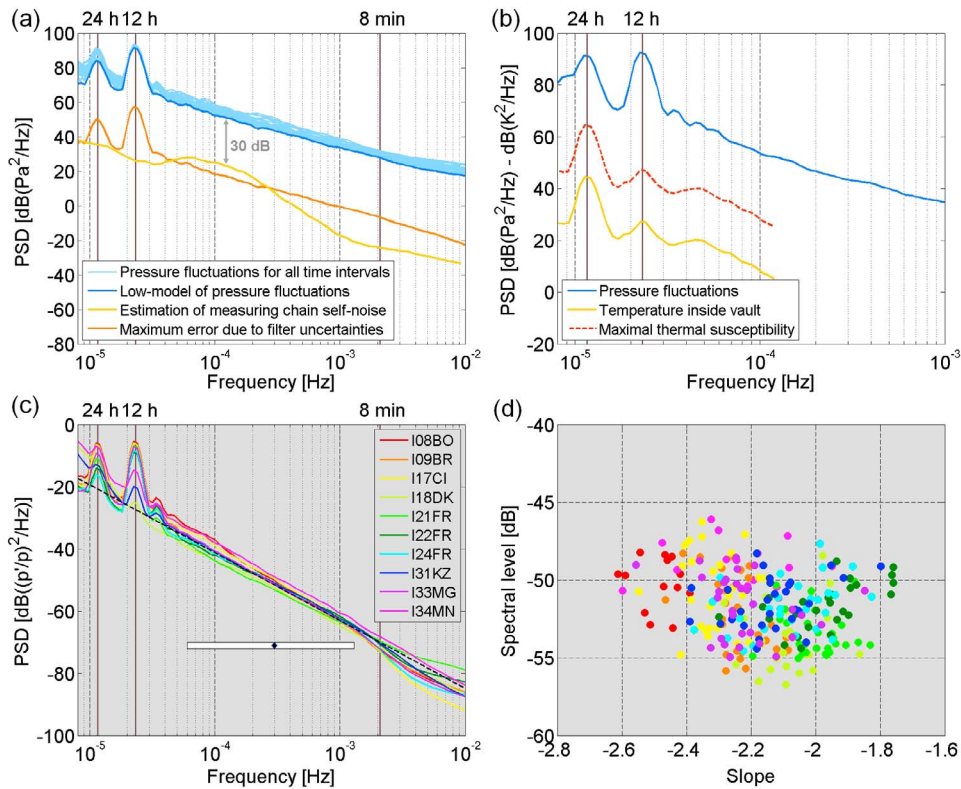 (a)
24 h 12 h 8 min
100
80
60
40
20
0
-20
-40
-60
-80
PSD [dB(Pa²/Hz)]
30 dB
Pressure fluctuations for all time intervals
Low-model of pressure fluctuations
Estimation of measuring chain self-noise
Maximum error due to filter uncertainties
10⁻⁵ 10⁻⁴ 10⁻³ 10⁻²
Frequency [Hz]
(b)
24 h 12 h
100
80
60
40
20
0
-20
PSD [dB(Pa²/Hz) - dB(K²/Hz)]
Pressure fluctuations
Temperature inside vault
Maximal thermal susceptibility
10⁻⁵ 10⁻⁴ 10⁻³
Frequency [Hz]
(c)
24 h 12 h 8 min
0
-20
-40
-60
-80
-100
PSD [dB((p'/p)²/Hz)]
I08BO
I09BR
I17CI
I18DK
I21FR
I22FR
I24FR
I31KZ
I33MG
I34MN
10⁻⁵ 10⁻⁴ 10⁻³ 10⁻²
Frequency [Hz]
(d)
-40
-45
-50
-55
-60
Spectral level [dB]
-2.8 -2.6 -2.4 -2.2 -2 -1.8 -1.6
Slope